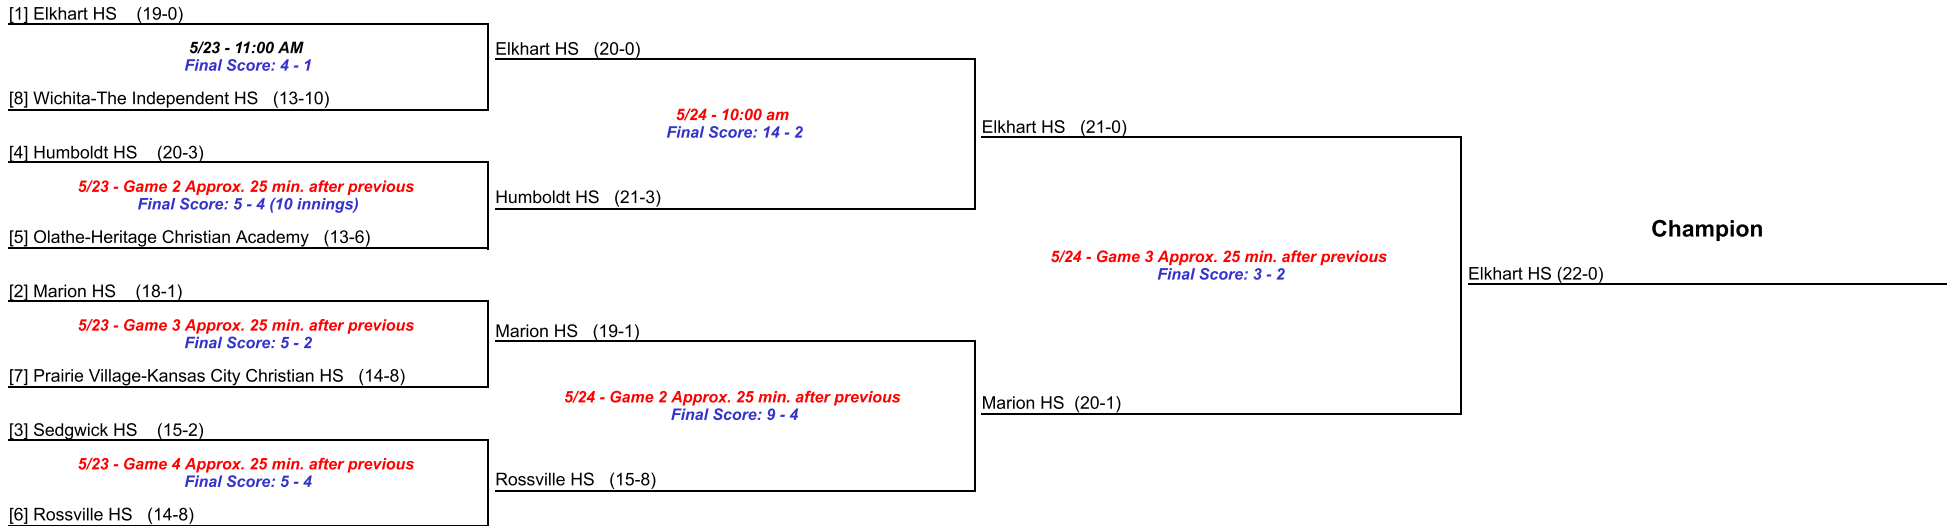 [1] Elkhart HS (19-0)
5/23 - 11:00 AM
Final Score: 4 - 1
[8] Wichita-The Independent HS (13-10)
[4] Humboldt HS (20-3)
5/23 - Game 2 Approx. 25 min. after previous
Final Score: 5 - 4 (10 innings)
[5] Olathe-Heritage Christian Academy (13-6)
[2] Marion HS (18-1)
5/23 - Game 3 Approx. 25 min. after previous
Final Score: 5 - 2
[7] Prairie Village-Kansas City Christian HS (14-8)
[3] Sedgwick HS (15-2)
5/23 - Game 4 Approx. 25 min. after previous
Final Score: 5 - 4
[6] Rossville HS (14-8)
Elkhart HS (20-0)
5/24 - 10:00 am
Final Score: 14 - 2
Humboldt HS (21-3)
Marion HS (19-1)
5/24 - Game 2 Approx. 25 min. after previous
Final Score: 9 - 4
Rossville HS (15-8)
Elkhart HS (21-0)
5/24 - Game 3 Approx. 25 min. after previous
Final Score: 3 - 2
Marion HS (20-1)
Champion
Elkhart HS (22-0)